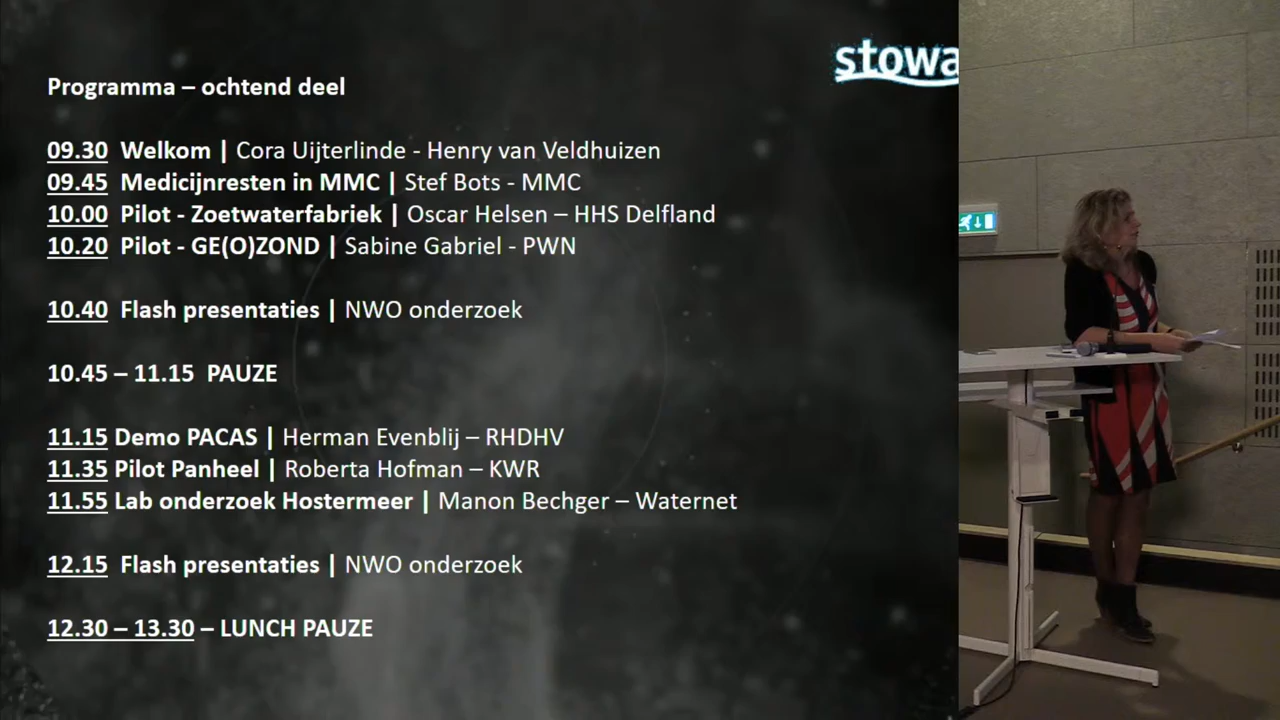 stowa
Programma – ochtend deel
09.30 Welkom | Cora Uijterlinde - Henry van Veldhuizen
09.45 Medicijnresten in MMC | Stef Bots - MMC
10.00 Pilot - Zoetwaterfabriek | Oscar Helsen – HHS Delfland
10.20 Pilot - GE(O)ZOND | Sabine Gabriel - PWN
10.40 Flash presentaties | NWO onderzoek
10.45 – 11.15 PAUZE
11.15 Demo PACAS | Herman Evenblij – RHDHV
11.35 Pilot Panheel | Roberta Hofman – KWR
11.55 Lab onderzoek Hostermeer | Manon Bechger – Waternet
12.15 Flash presentaties | NWO onderzoek
12.30 – 13.30 – LUNCH PAUZE